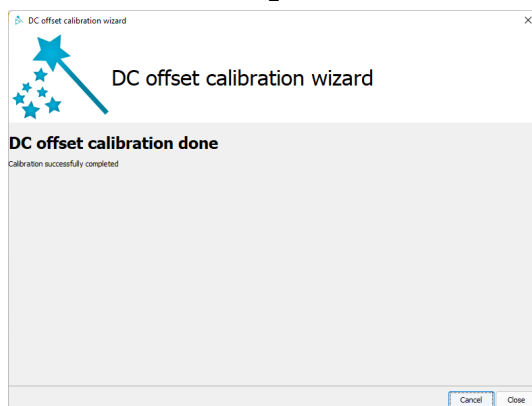 DC offset calibration wizard
DC offset calibration wizard
DC offset calibration done
Calibration successfully completed
Cancel Close